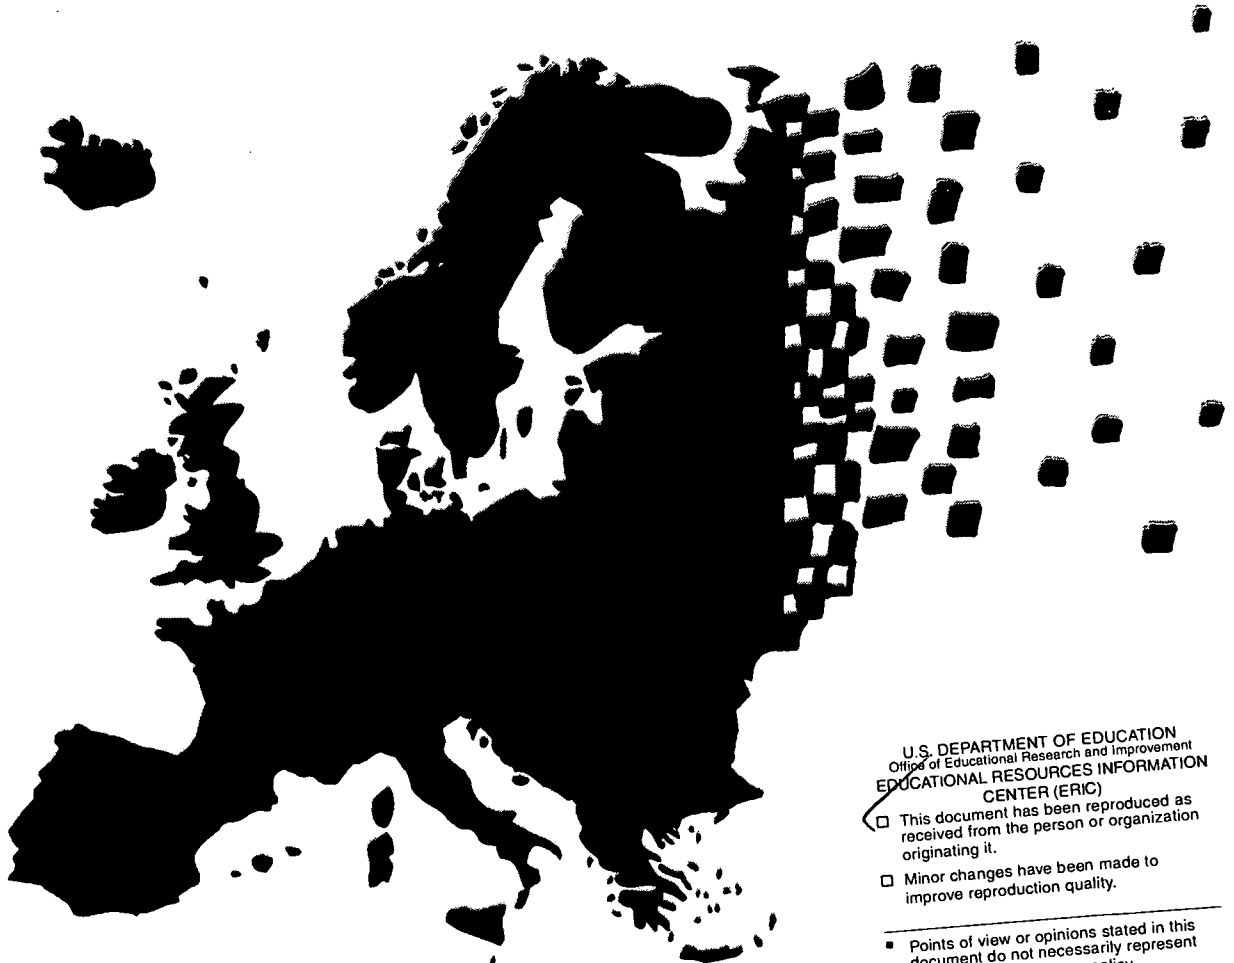 U.S. DEPARTMENT OF EDUCATION
Office of Educational Research and Improvement
EDUCATIONAL RESOURCES INFORMATION
CENTER (ERIC)
□ This document has been reproduced as
received from the person or organization
originating it.
□ Minor changes have been made to
improve reproduction quality.
▪ Points of view or opinions stated in this
document do not necessarily represent
policy